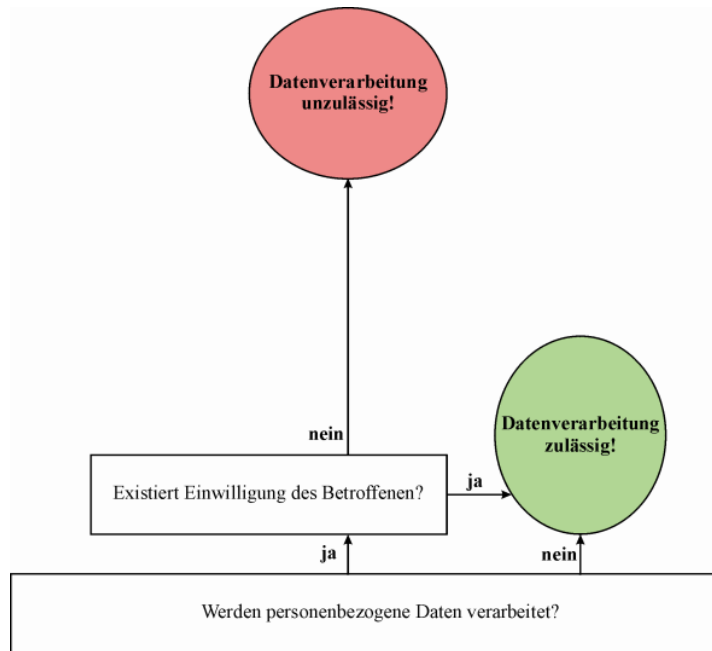 Datenverarbeitung
unzulässig!
nein
Datenverarbeitung
zulässig!
Existiert Einwilligung des Betroffenen?
ja
ja
nein
Werden personenbezogene Daten verarbeitet?